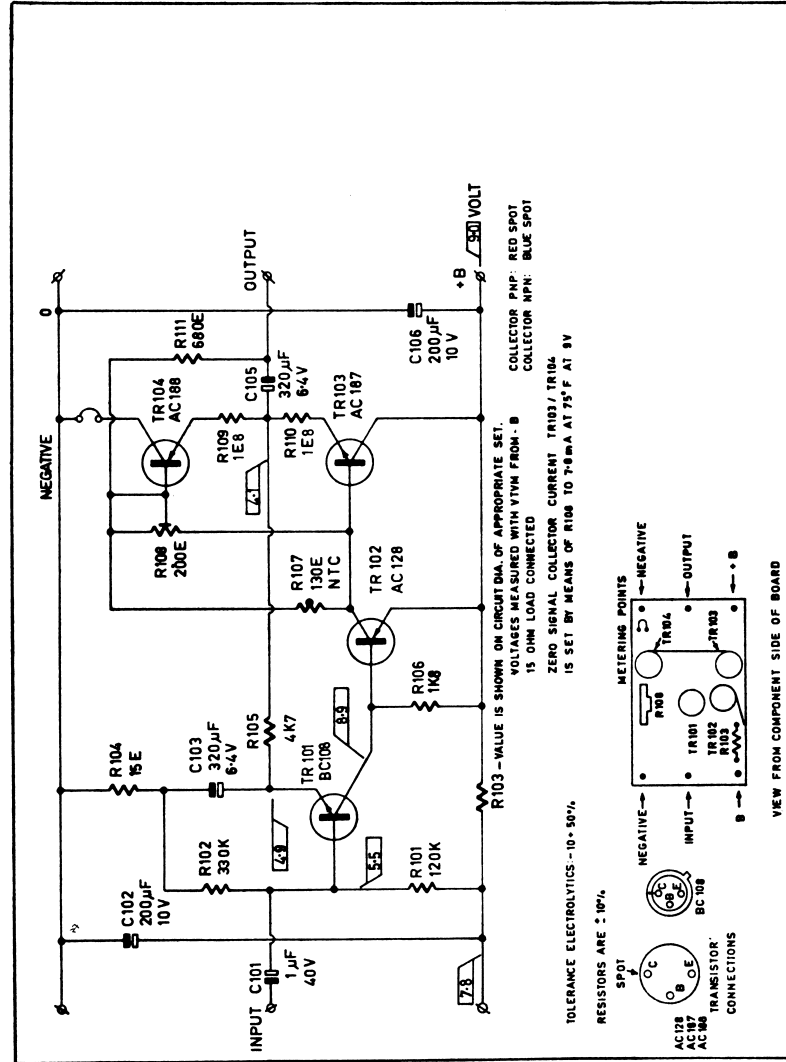 NEGATIVE
0
C102
200µF
10V
R104
15E
C103
320µF
6·4V
R102
330K
INPUT
C101
1µF
40V
4·9
TR101
BC108
R105
4K7
5·5
R101
120K
7·8
8·9
R106
1K8
R107
130E
NTC
TR102
AC128
R108
200E
TR104
AC188
R111
680E
R109
1E8
4·1
C105
320µF
6·4V
R110
1E8
TR103
AC187
OUTPUT
C106
200µF
10V
+B
9·0 VOLT
R103 – VALUE IS SHOWN ON CIRCUIT DIA. OF APPROPRIATE SET.
VOLTAGES MEASURED WITH VTVM FROM - B
15 OHM LOAD CONNECTED
ZERO SIGNAL COLLECTOR CURRENT TR103 / TR104
IS SET BY MEANS OF R108 TO 7·8mA AT 75°F AT 9V
COLLECTOR PNP: RED SPOT
COLLECTOR NPN: BLUE SPOT
TOLERANCE ELECTROLYTICS:-10+50%
RESISTORS ARE ± 10%
SPOT
C
B
E
AC128
AC187
AC188
TRANSISTOR
CONNECTIONS
C
B
E
BC 108
METERING POINTS
NEGATIVE
NEGATIVE
INPUT
OUTPUT
B
+ B
R108
TR104
TR101
TR102
R103
TR103
VIEW FROM COMPONENT SIDE OF BOARD